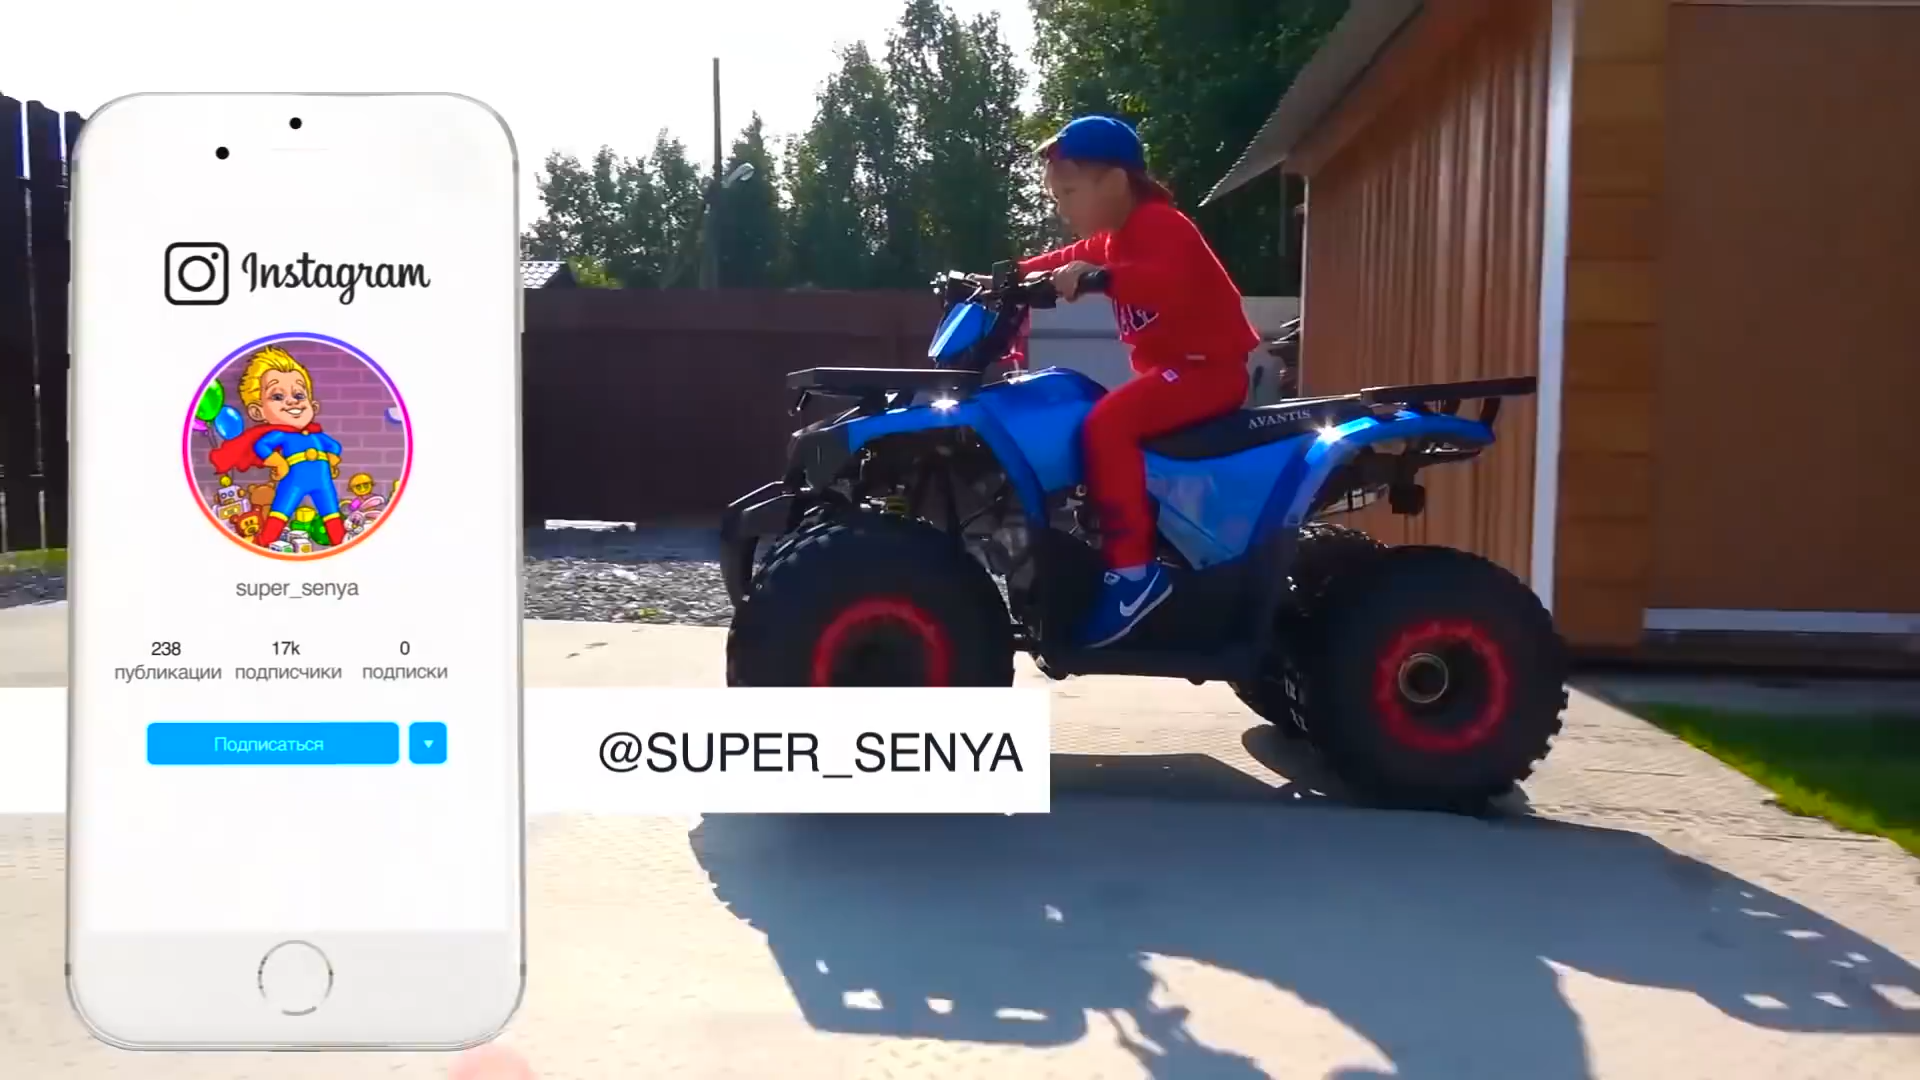 Instagram
super_senya
238 17k 0
публикации подписчики подписки
Подписаться
@SUPER_SENYA
AVANTIS